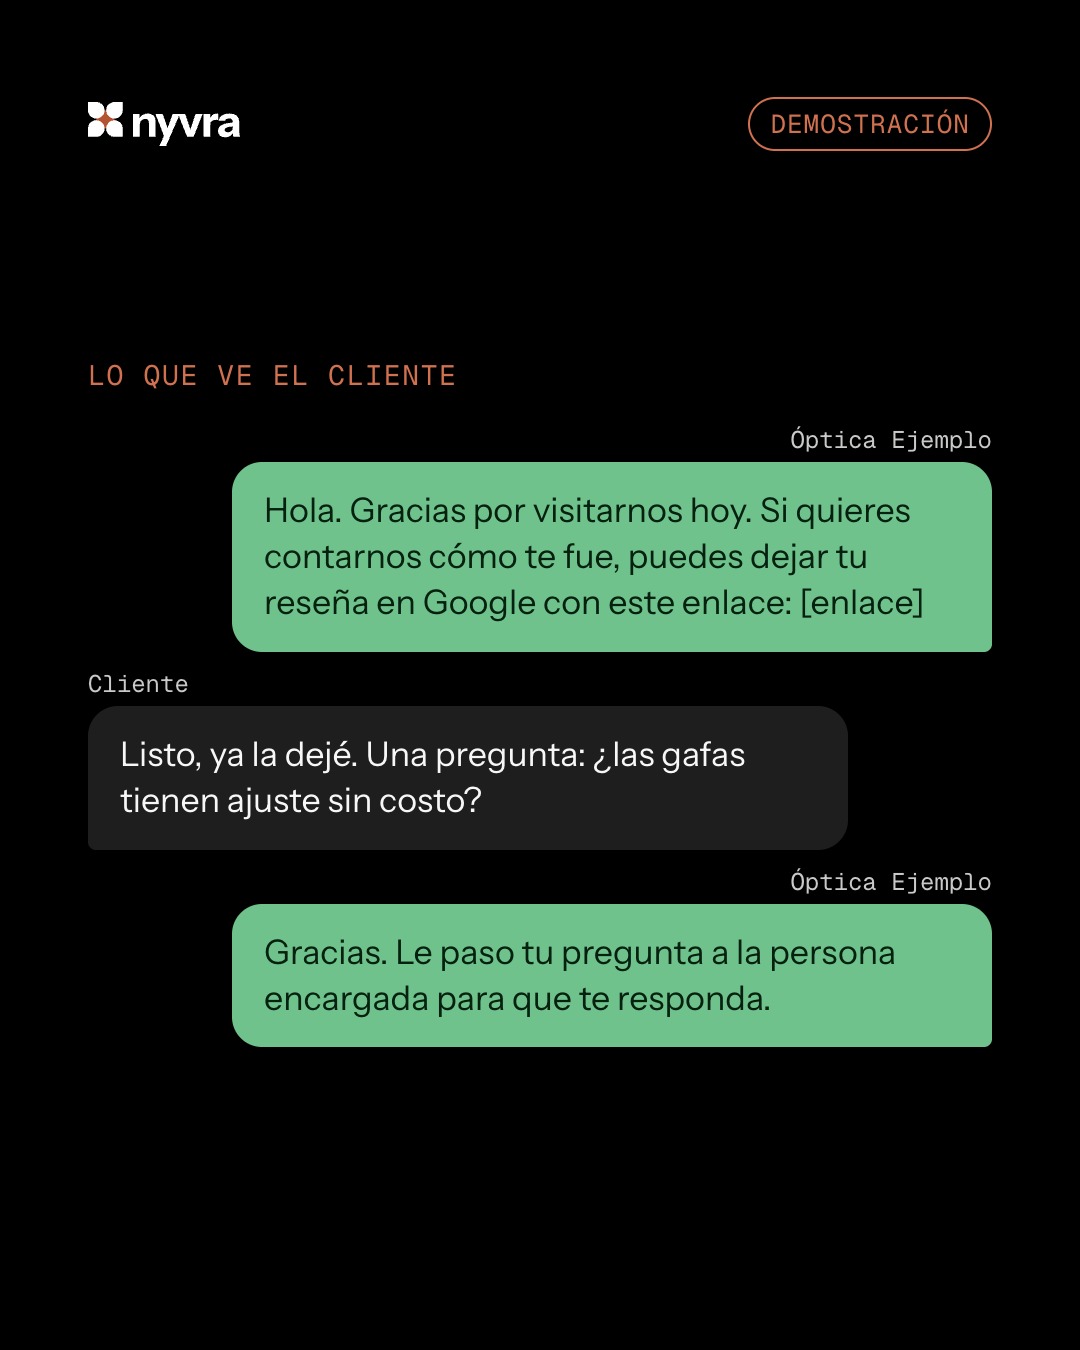 nyvra
DEMOSTRACIÓN
LO QUE VE EL CLIENTE
Óptica Ejemplo
Hola. Gracias por visitarnos hoy. Si quieres
contarnos cómo te fue, puedes dejar tu
reseña en Google con este enlace: [enlace]
Cliente
Listo, ya la dejé. Una pregunta: ¿las gafas
tienen ajuste sin costo?
Óptica Ejemplo
Gracias. Le paso tu pregunta a la persona
encargada para que te responda.